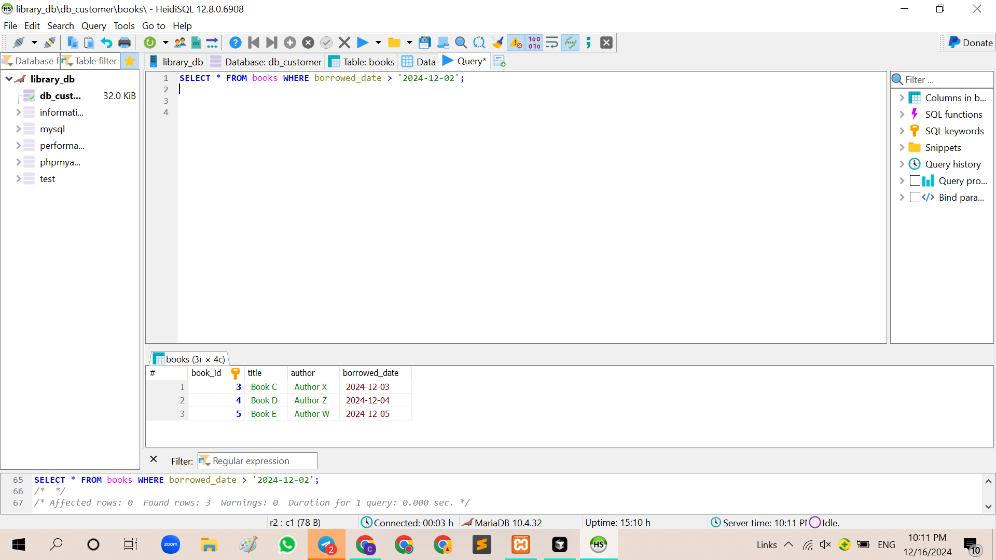 library_db\db_customer\books\ - HeidiSQL 12.8.0.6908
File Edit Search Query Tools Go to Help
Donate
Database f Table filter
library_db Database: db_customer Table: books Data Query*
library_db
db_cust... 32.0 KiB
informati...
mysql
performa...
phpmya...
test
1 SELECT * FROM books WHERE borrowed_date > '2024-12-02';
2
3
4
Filter ...
Columns in b...
SQL functions
SQL keywords
Snippets
Query history
Query pro...
Bind para...
books (3r × 4c)
# book_id title author borrowed_date
1 3 Book C Author X 2024-12-03
2 4 Book D Author Z 2024-12-04
3 5 Book E Author W 2024-12-05
Filter: Regular expression
65 SELECT * FROM books WHERE borrowed_date > '2024-12-02';
66 /* */
67 /* Affected rows: 0 Found rows: 3 Warnings: 0 Duration for 1 query: 0.000 sec. */
r2 : c1 (78 B) Connected: 00:03 h MariaDB 10.4.32 Uptime: 15:10 h Server time: 10:11 PM Idle.
zoom 2 C HS Links ENG 10:11 PM
12/16/2024 10